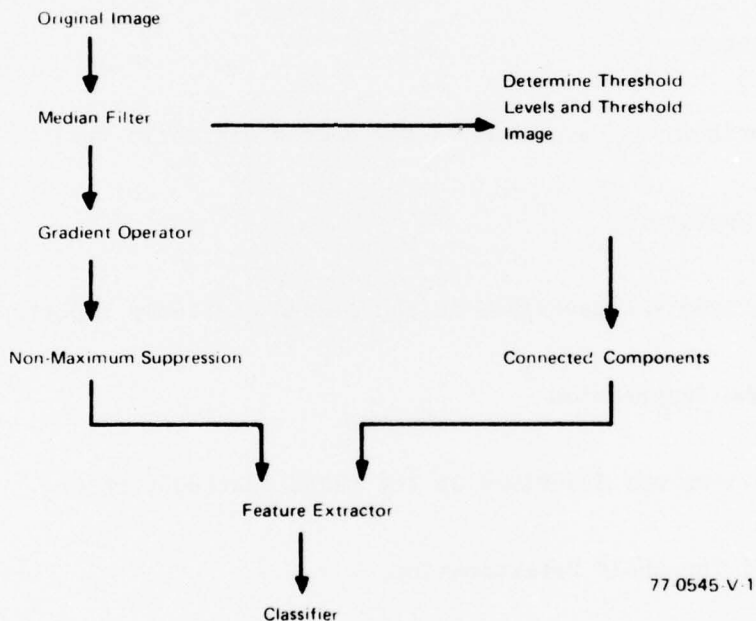 Original Image
Median Filter
Determine Threshold
Levels and Threshold
Image
Gradient Operator
Non-Maximum Suppression
Connected Components
Feature Extractor
77-0545-V-1
Classifier